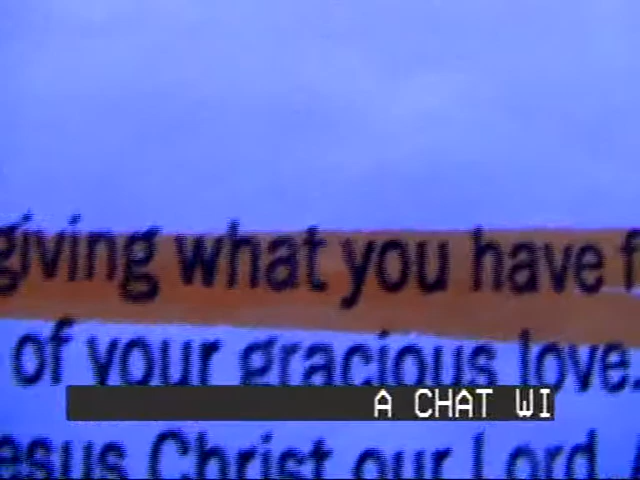 giving what you have f
of your gracious love.
A CHAT WI
esus Christ our Lord. A